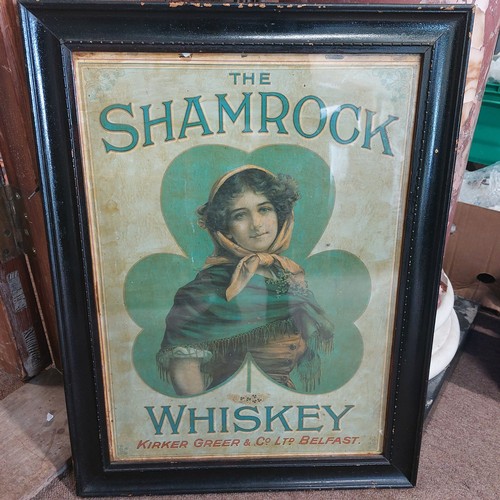 THE
SHAMROCK
WHISKEY
KIRKER GREER & Co LTD BELFAST.